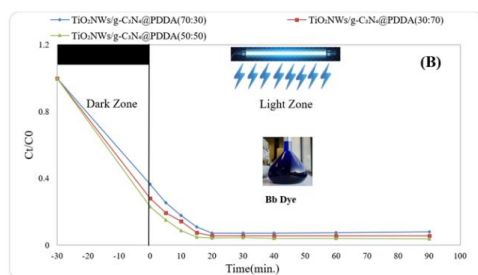 TiO₂NWs/g-C₃N₄@PDDA(70:30)
TiO₂NWs/g-C₃N₄@PDDA(30:70)
TiO₂NWs/g-C₃N₄@PDDA(50:50)
1.2
(B)
Dark Zone
Light Zone
0.8
Ct/C0
0.4
Bb Dye
0
-30 -20 -10 0 10 20 30 40 50 60 70 80 90 100
Time(min.)